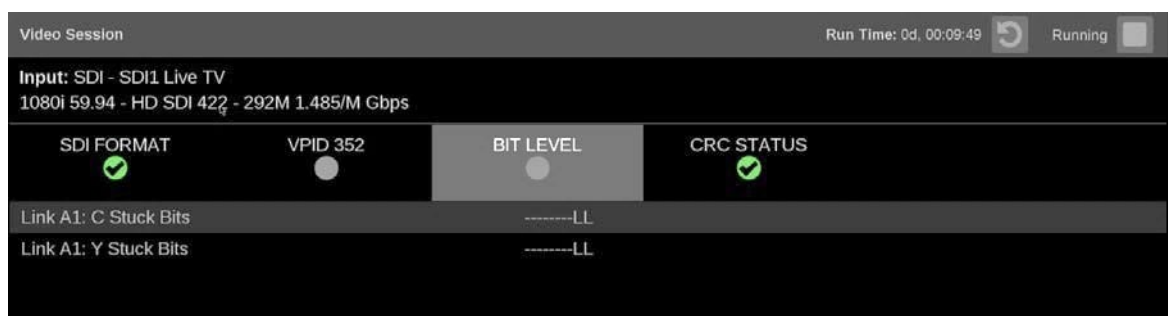 Video Session Run Time: 0d, 00:09:49 Running
Input: SDI - SDI1 Live TV
1080i 59.94 - HD SDI 422 - 292M 1.485/M Gbps
SDI FORMAT VPID 352 BIT LEVEL CRC STATUS
Link A1: C Stuck Bits --------LL
Link A1: Y Stuck Bits --------LL